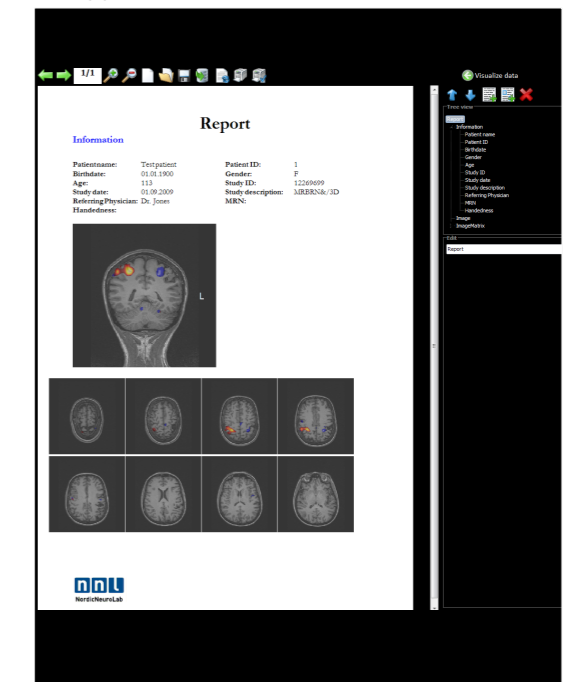 1/1
Visualize data
Report
Information
Patientname: Testpatient Patient ID: 1
Birthdate: 01.01.1900 Gender: F
Age: 113 Study ID: 12269699
Study date: 01.09.2009 Study description: MRBRN&/3D
Referring Physician: Dr. Jones MRN:
Handedness:
L
nnl
NordicNeuroLab
Tree view
Report
Information
Patient name
Patient ID
Birthdate
Gender
Age
Study ID
Study date
Study description
Referring Physician
MRN
Handedness
Image
ImageMatrix
Edit
Report